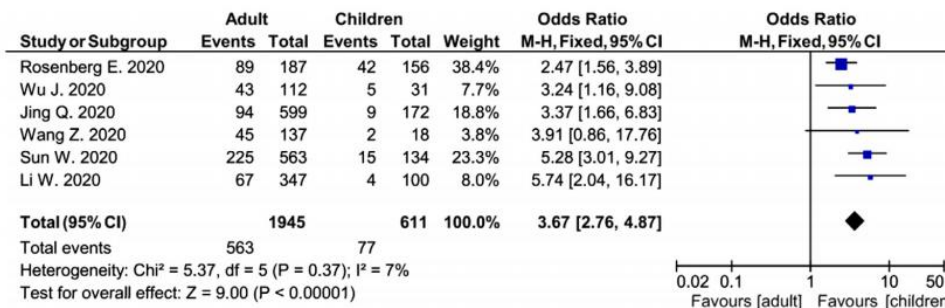 Adult Children Odds Ratio Odds Ratio
Study or Subgroup Events Total Events Total Weight M-H, Fixed, 95% CI M-H, Fixed, 95% CI
Rosenberg E. 2020 89 187 42 156 38.4% 2.47 [1.56, 3.89]
Wu J. 2020 43 112 5 31 7.7% 3.24 [1.16, 9.08]
Jing Q. 2020 94 599 9 172 18.8% 3.37 [1.66, 6.83]
Wang Z. 2020 45 137 2 18 3.8% 3.91 [0.86, 17.76]
Sun W. 2020 225 563 15 134 23.3% 5.28 [3.01, 9.27]
Li W. 2020 67 347 4 100 8.0% 5.74 [2.04, 16.17]
Total (95% CI) 1945 611 100.0% 3.67 [2.76, 4.87]
Total events 563 77
Heterogeneity: Chi² = 5.37, df = 5 (P = 0.37); I² = 7%
Test for overall effect: Z = 9.00 (P < 0.00001)
0.02 0.1 1 10 50
Favours [adult] Favours [children